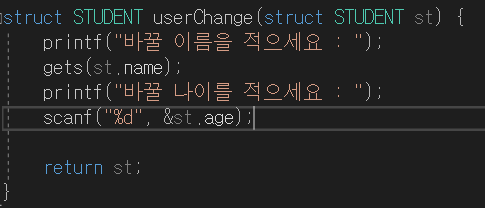 struct STUDENT userChange(struct STUDENT st) {
printf("바꿀 이름을 적으세요 : ");
gets(st.name);
printf("바꿀 나이를 적으세요 : ");
scanf("%d", &st.age);
return st;
}